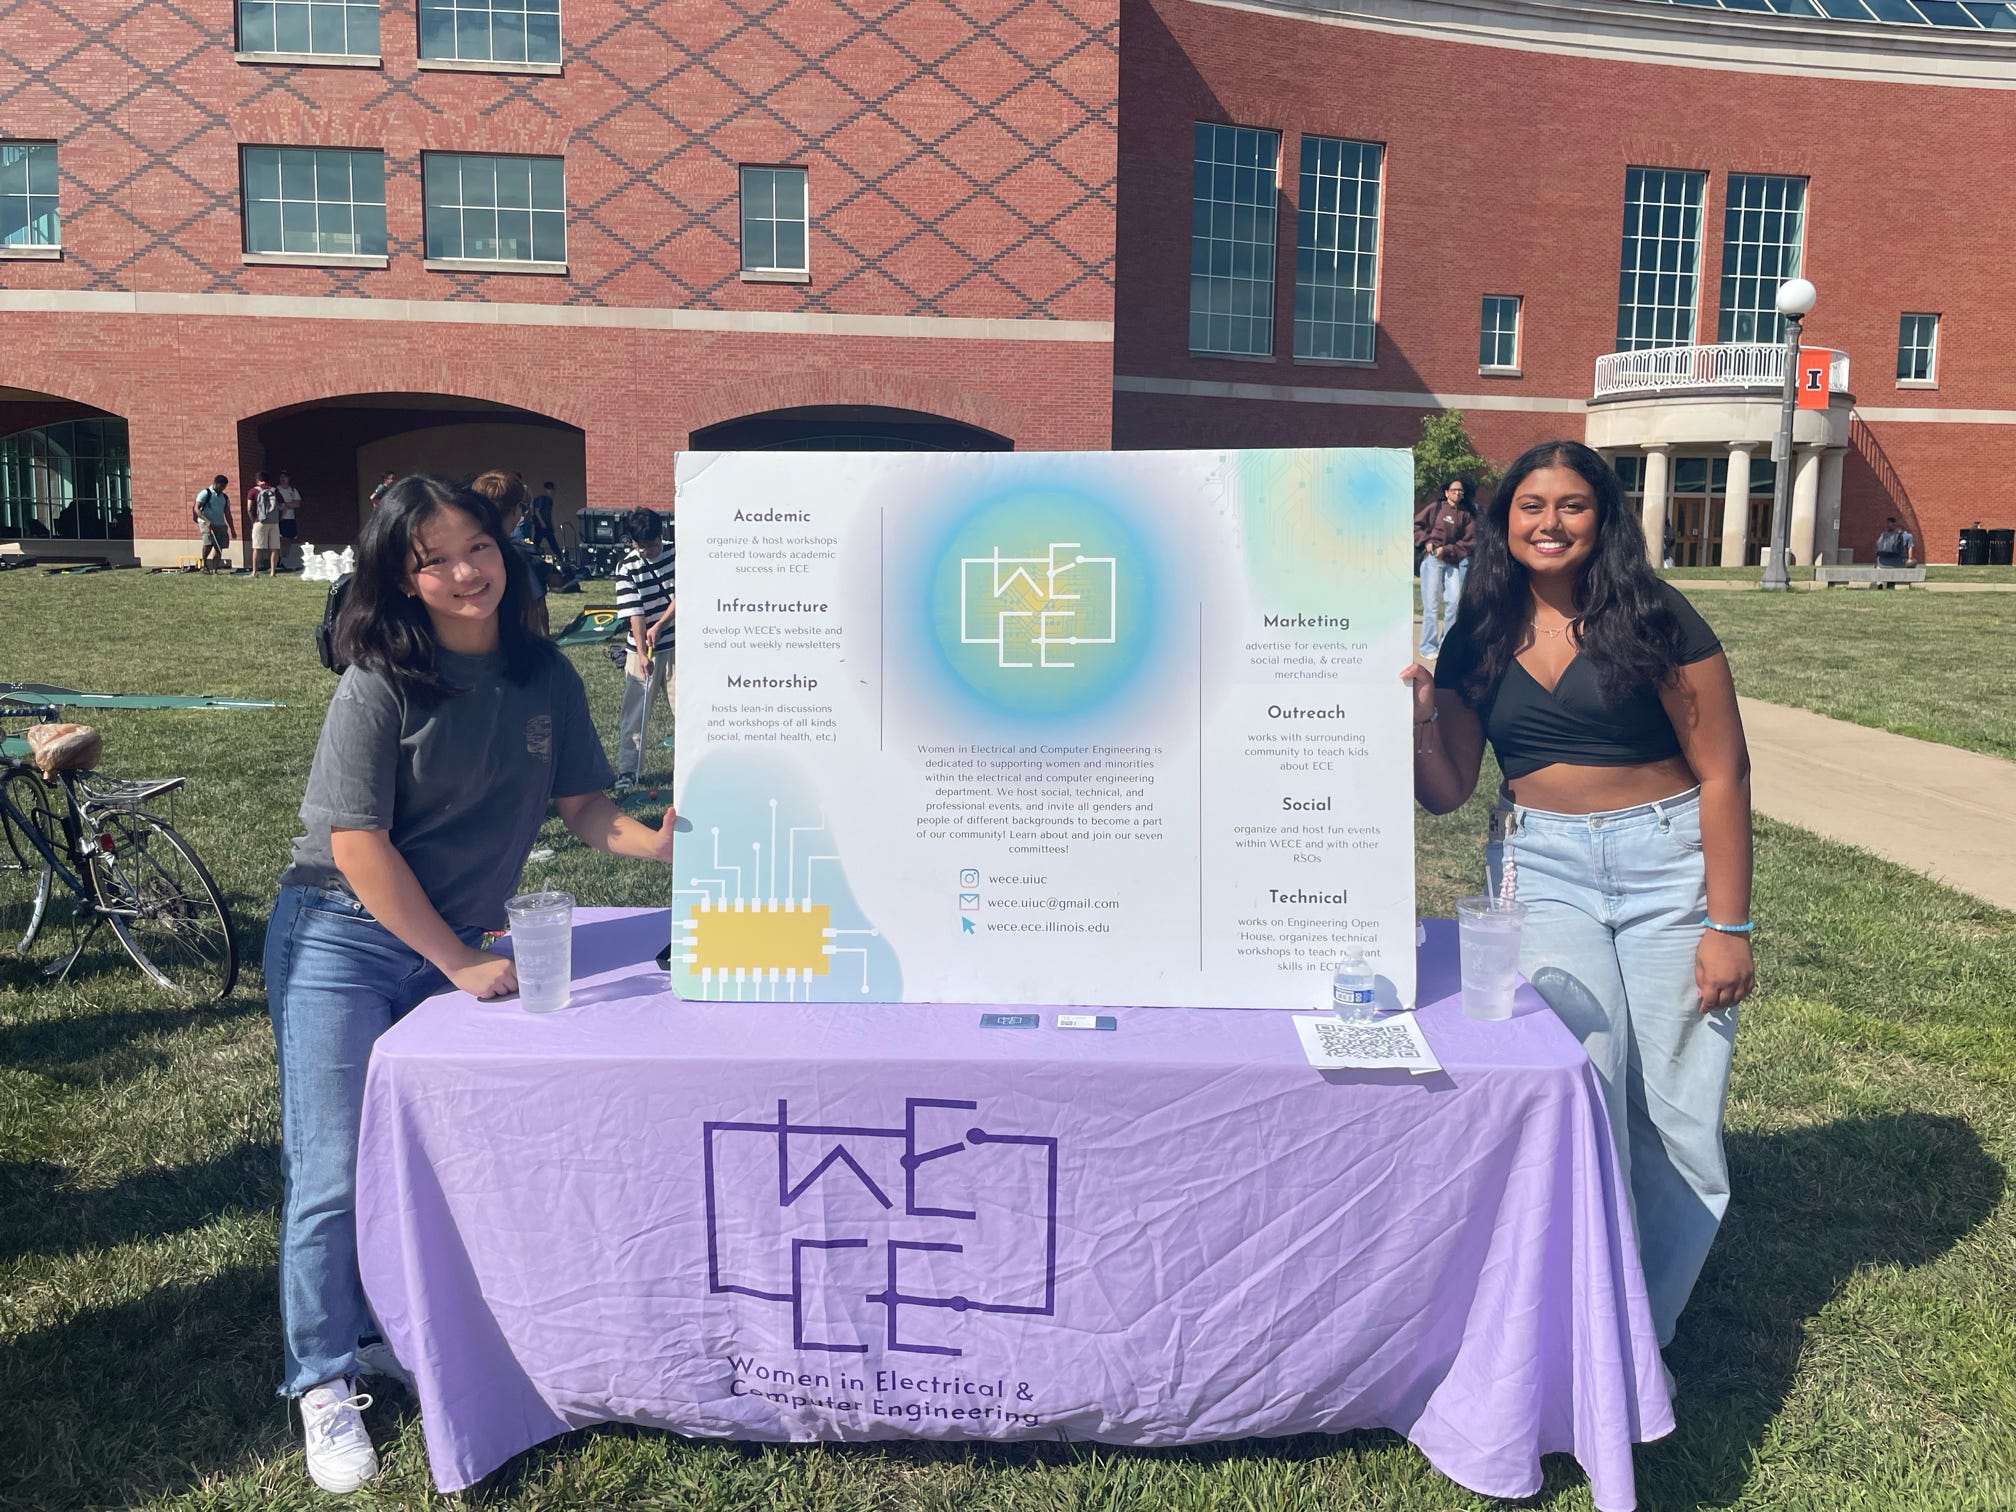 I
Academic
organize & host workshops
catered towards academic
success in ECE
Infrastructure
develop WECE's website and
send out weekly newsletters
Mentorship
hosts lean-in discussions
and workshops of all kinds
(social, mental health, etc.)
WE
CE
Women in Electrical and Computer Engineering is
dedicated to supporting women and minorities
within the electrical and computer engineering
department. We host social, technical, and
professional events, and invite all genders and
people of different backgrounds to become a part
of our community! Learn about and join our seven
committees!
wece.uiuc
wece.uiuc@gmail.com
wece.ece.illinois.edu
Marketing
advertise for events, run
social media, & create
merchandise
Outreach
works with surrounding
community to teach kids
about ECE
Social
organize and host fun events
within WECE and with other
RSOs
Technical
works on Engineering Open
House, organizes technical
workshops to teach
skills in
WE
CE
Women in Electrical &
Computer Engineering